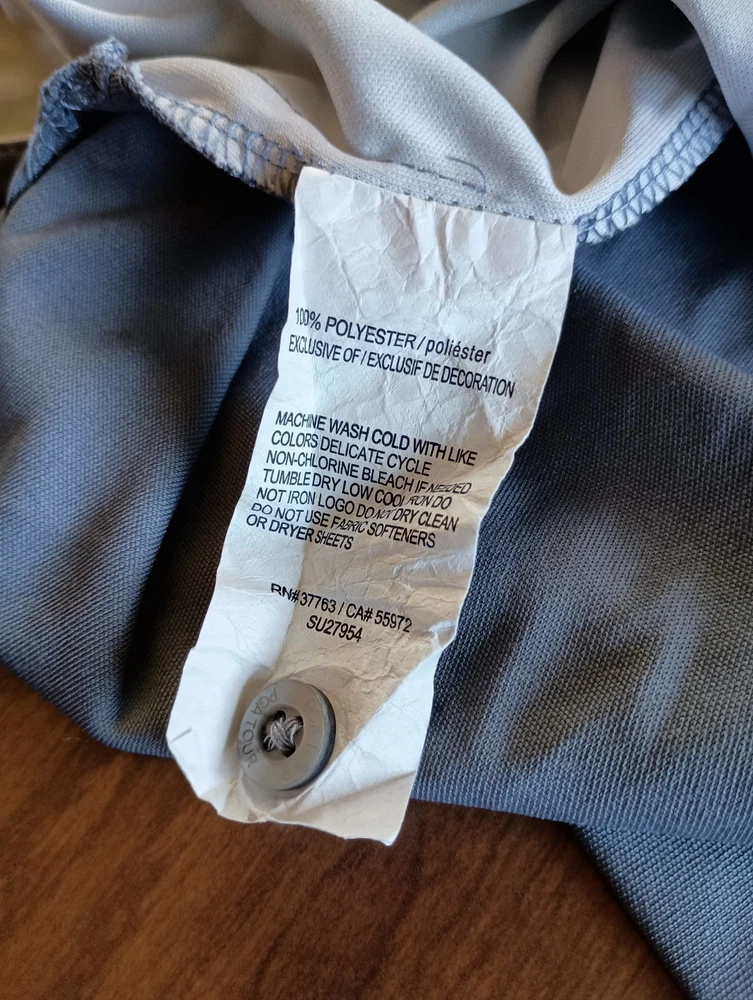 100% POLYESTER / poliéster
EXCLUSIVE OF / EXCLUSIF DE DECORATION
MACHINE WASH COLD WITH LIKE
COLORS DELICATE CYCLE
NON-CHLORINE BLEACH IF NEEDED
TUMBLE DRY LOW COOL IRON DO
NOT IRON LOGO DO NOT DRY CLEAN
DO NOT USE FABRIC SOFTENERS
OR DRYER SHEETS
RN# 37763 / CA# 55972
SU27954
PGA TOUR